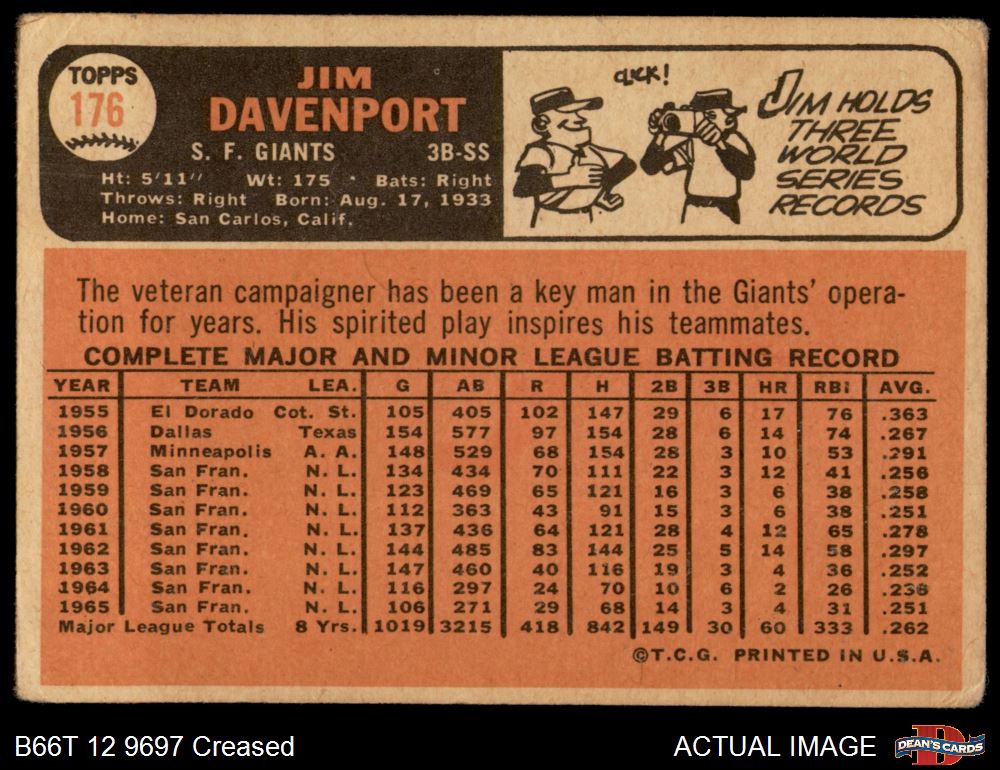 TOPPS
176
JIM
DAVENPORT
S. F. GIANTS 3B-SS
Ht: 5'11" Wt: 175 · Bats: Right
Throws: Right Born: Aug. 17, 1933
Home: San Carlos, Calif.
CLICK!
JIM HOLDS
THREE
WORLD
SERIES
RECORDS
The veteran campaigner has been a key man in the Giants' opera-
tion for years. His spirited play inspires his teammates.
COMPLETE MAJOR AND MINOR LEAGUE BATTING RECORD
YEAR TEAM LEA. G AB R H 2B 3B HR RBI AVG.
1955 El Dorado Cot. St. 105 405 102 147 29 6 17 76 .363
1956 Dallas Texas 154 577 97 154 28 6 14 74 .267
1957 Minneapolis A. A. 148 529 68 154 28 3 10 53 .291
1958 San Fran. N. L. 134 434 70 111 22 3 12 41 .256
1959 San Fran. N. L. 123 469 65 121 16 3 6 38 .258
1960 San Fran. N. L. 112 363 43 91 15 3 6 38 .251
1961 San Fran. N. L. 137 436 64 121 28 4 12 65 .278
1962 San Fran. N. L. 144 485 83 144 25 5 14 58 .297
1963 San Fran. N. L. 147 460 40 116 19 3 4 36 .252
1964 San Fran. N. L. 116 297 24 70 10 6 2 26 .236
1965 San Fran. N. L. 106 271 29 68 14 3 4 31 .251
Major League Totals 8 Yrs. 1019 3215 418 842 149 30 60 333 .262
©T.C.G. PRINTED IN U.S.A.
B66T 12 9697 Creased ACTUAL IMAGE
DEAN'S CARDS